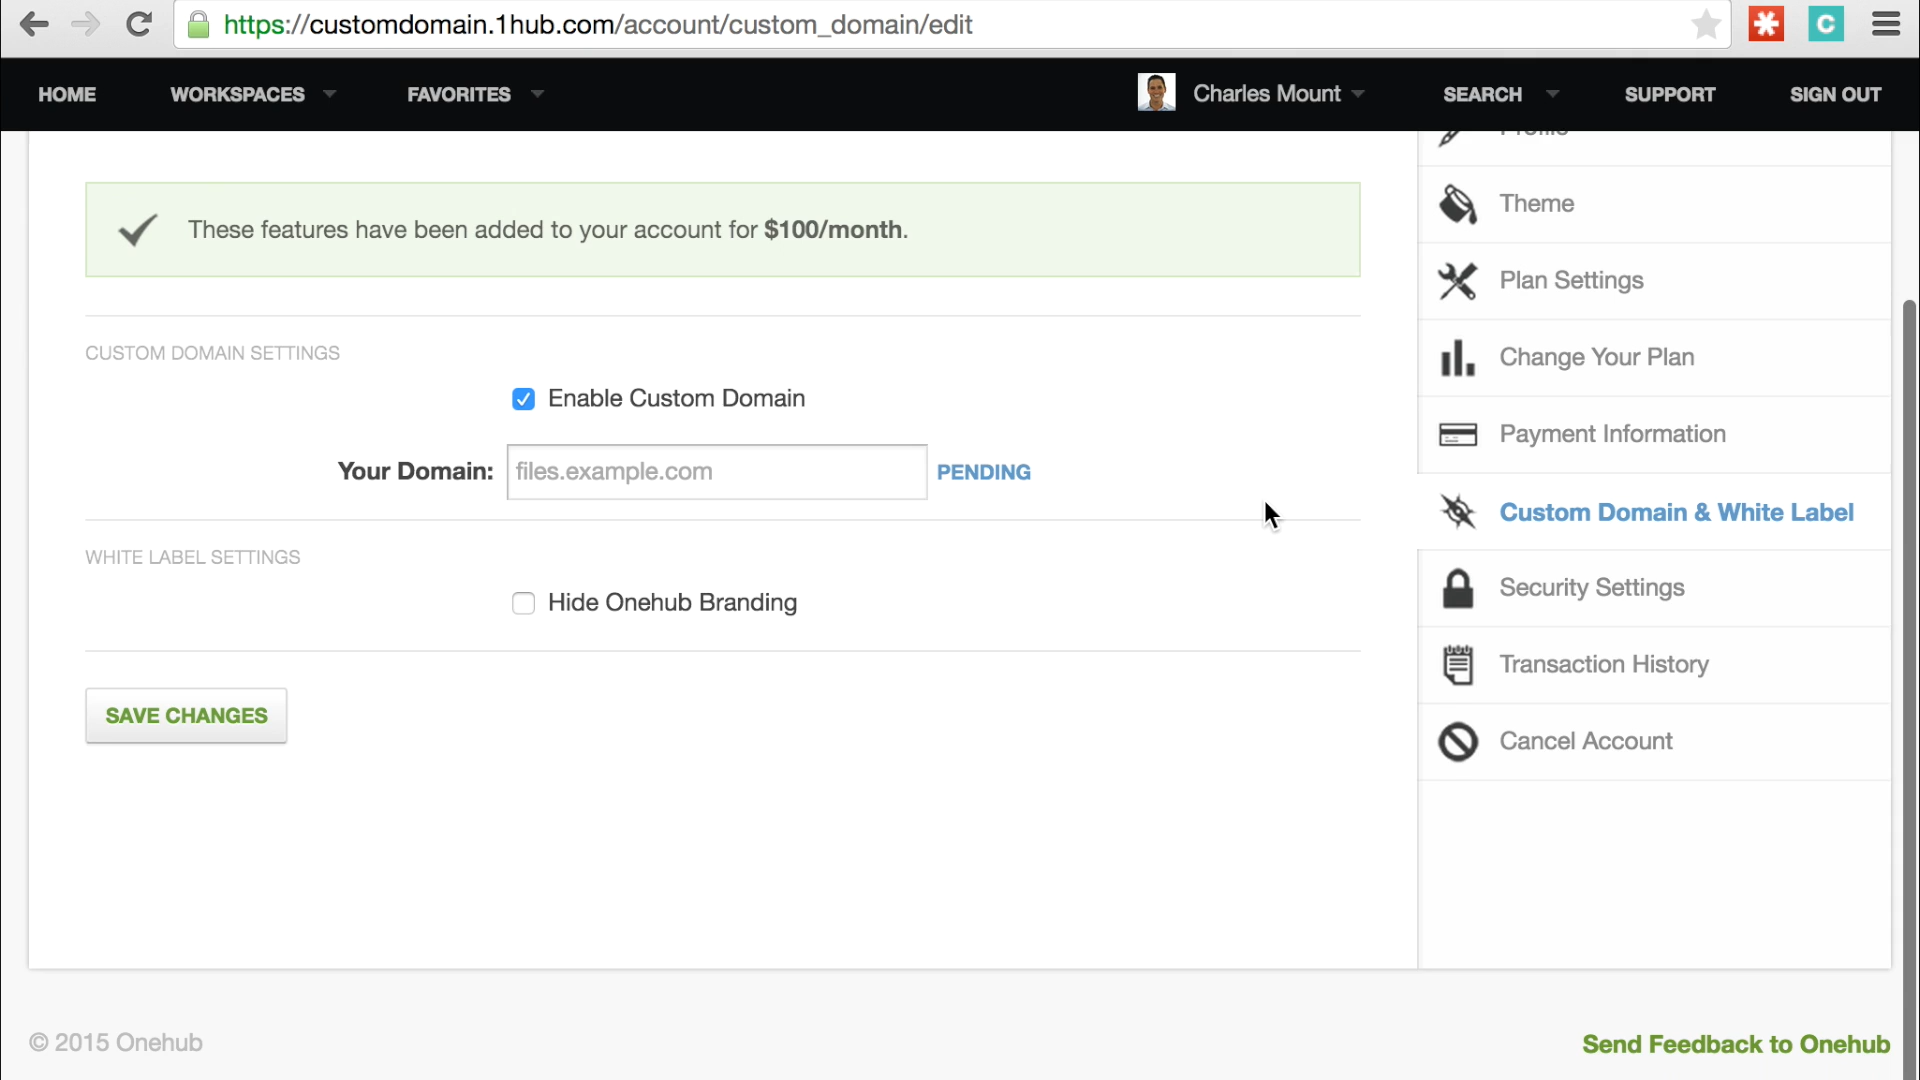 https://customdomain.1hub.com/account/custom_domain/edit
C
HOME WORKSPACES FAVORITES Charles Mount SEARCH SUPPORT SIGN OUT
Profile
These features have been added to your account for $100/month.
Theme
Plan Settings
CUSTOM DOMAIN SETTINGS
Change Your Plan
Enable Custom Domain
Payment Information
Your Domain: files.example.com PENDING
Custom Domain & White Label
WHITE LABEL SETTINGS
Security Settings
Hide Onehub Branding
Transaction History
SAVE CHANGES
Cancel Account
© 2015 Onehub
Send Feedback to Onehub